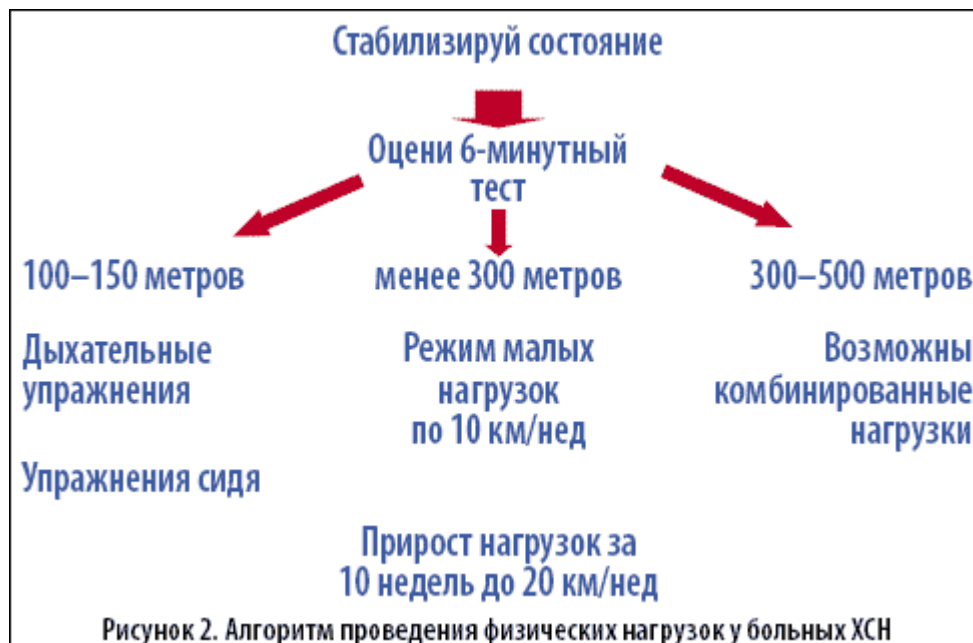 Стабилизируй состояние
Оцени 6-минутный
тест
100–150 метров
Дыхательные
упражнения
Упражнения сидя
менее 300 метров
Режим малых
нагрузок
по 10 км/нед
300–500 метров
Возможны
комбинированные
нагрузки
Прирост нагрузок за
10 недель до 20 км/нед
Рисунок 2. Алгоритм проведения физических нагрузок у больных ХСН